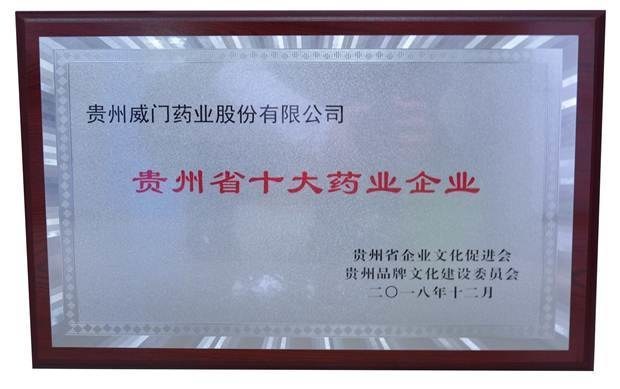 贵州威门药业股份有限公司
贵州省十大药业企业
贵州省企业文化促进会
贵州品牌文化建设委员会
二〇一八年十二月